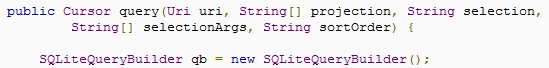 public Cursor query(Uri uri, String[] projection, String selection,
String[] selectionArgs, String sortOrder) {
SQLiteQueryBuilder qb = new SQLiteQueryBuilder();